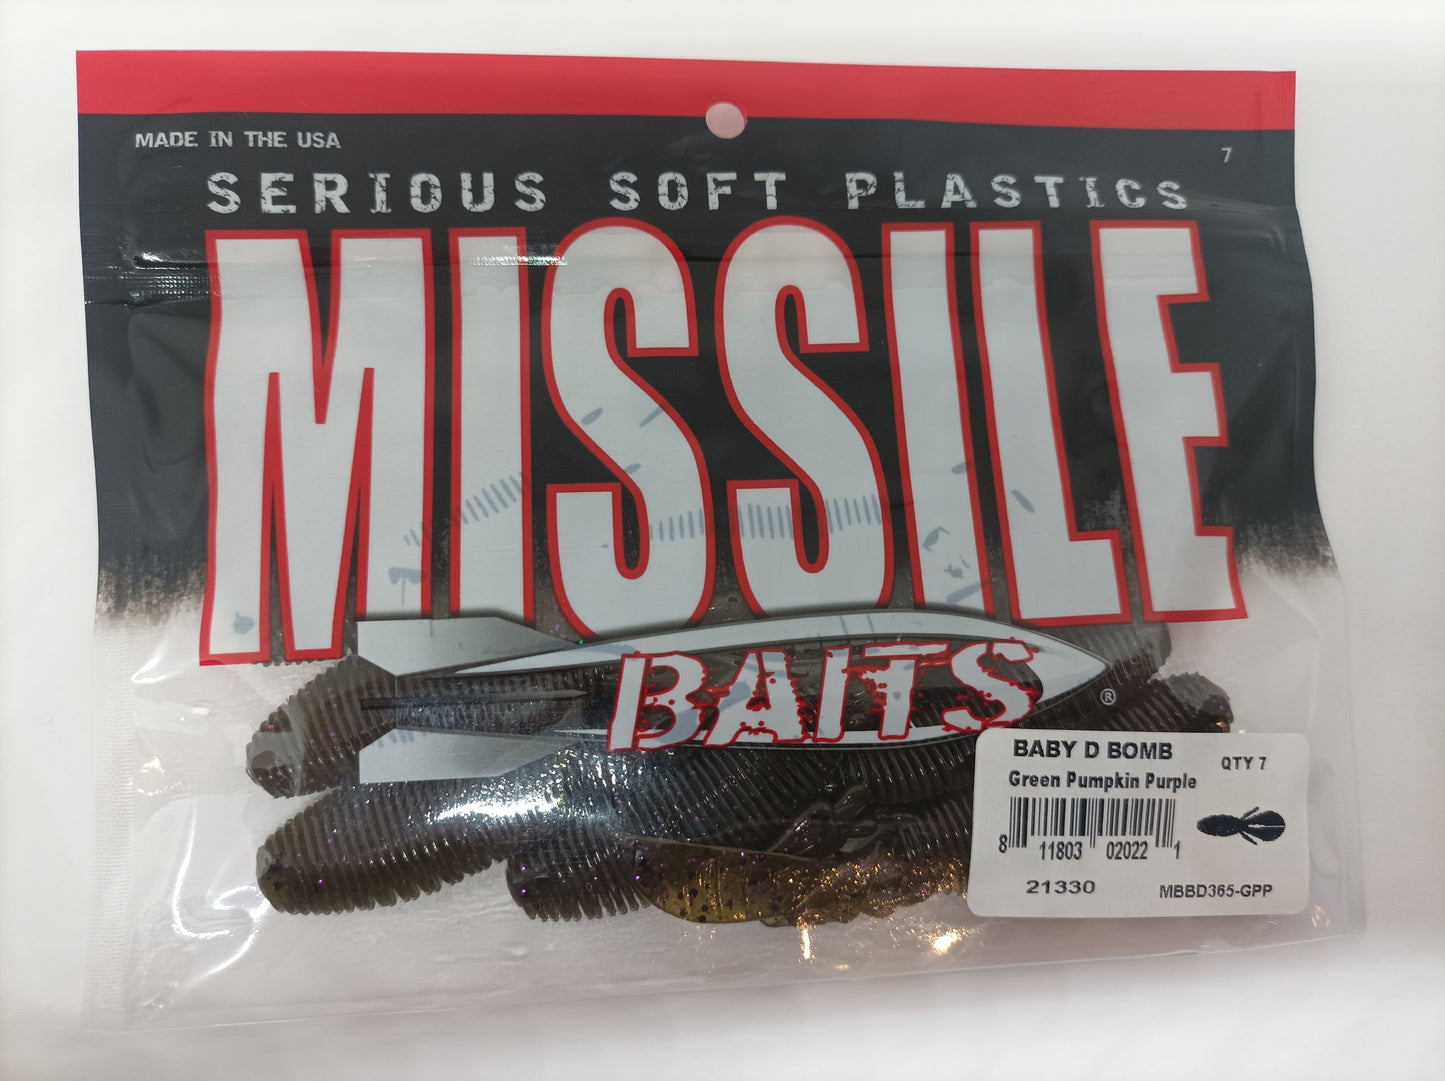 MADE IN THE USA
7
SERIOUS SOFT PLASTICS
MISSILE
BAITS
®
BABY D BOMB
QTY 7
Green Pumpkin Purple
8 11803 02022 1
21330
MBBD365-GPP